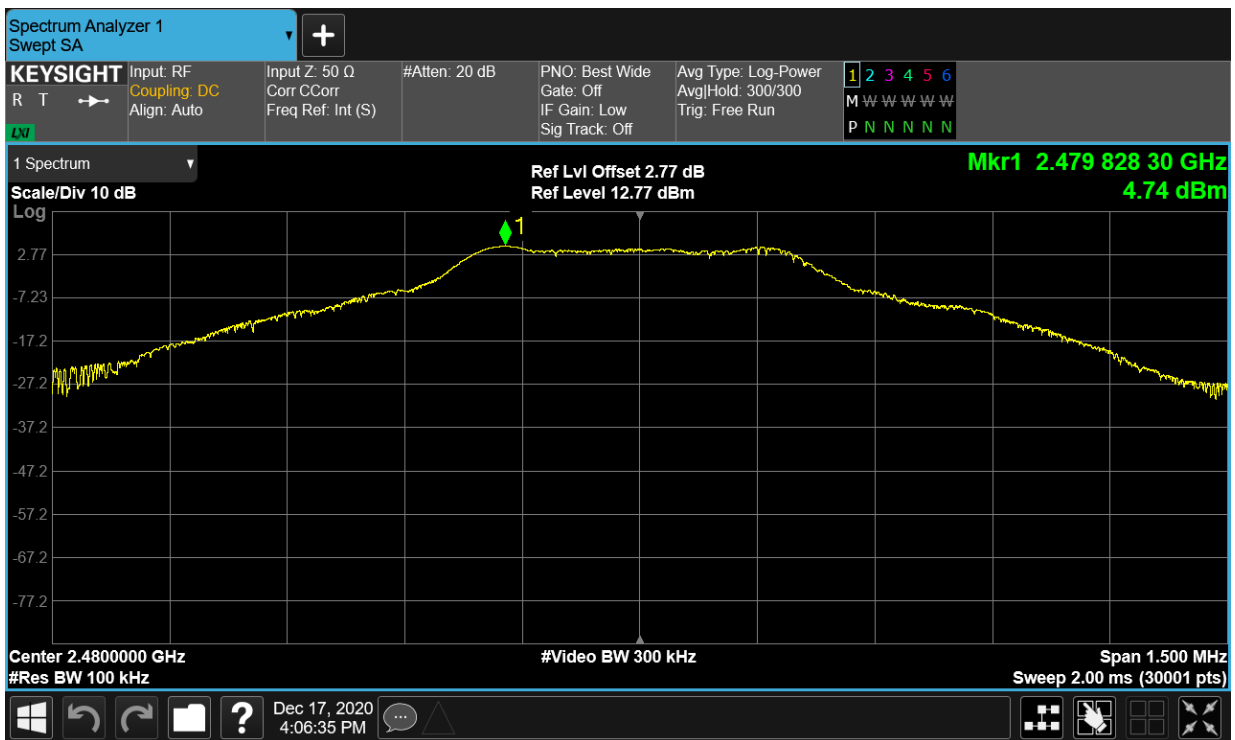 Spectrum Analyzer 1
Swept SA
KEYSIGHT
R T
LXI
Input: RF
Coupling: DC
Align: Auto
Input Z: 50 Ω
Corr CCorr
Freq Ref: Int (S)
#Atten: 20 dB
PNO: Best Wide
Gate: Off
IF Gain: Low
Sig Track: Off
Avg Type: Log-Power
Avg|Hold: 300/300
Trig: Free Run
1 2 3 4 5 6
M W W W W W
P N N N N N
1 Spectrum
Scale/Div 10 dB
Ref Lvl Offset 2.77 dB
Ref Level 12.77 dBm
Mkr1 2.479 828 30 GHz
4.74 dBm
Log
1
2.77
-7.23
-17.2
-27.2
-37.2
-47.2
-57.2
-67.2
-77.2
Center 2.4800000 GHz
#Video BW 300 kHz
Span 1.500 MHz
#Res BW 100 kHz
Sweep 2.00 ms (30001 pts)
?
Dec 17, 2020
4:06:35 PM